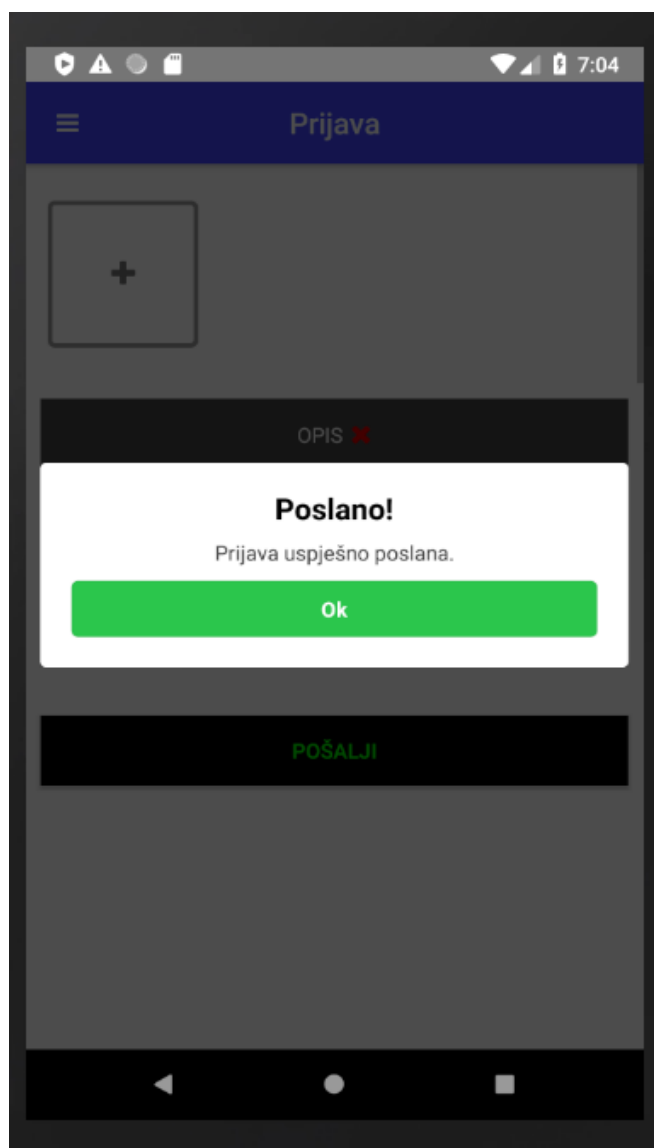 7:04
Prijava
OPIS
Poslano!
Prijava uspješno poslana.
Ok
POŠALJI